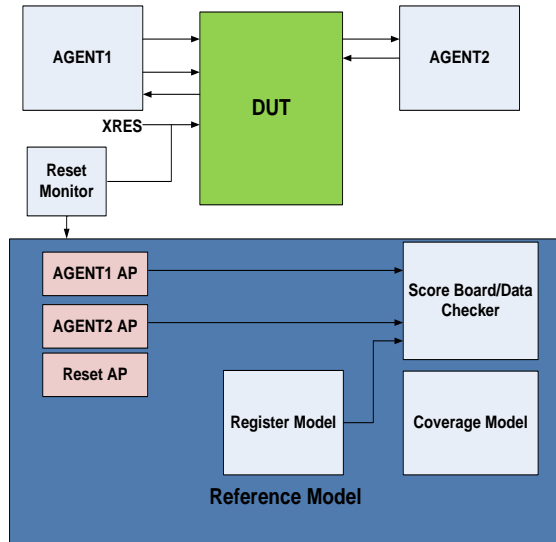 AGENT1
DUT
AGENT2
XRES
Reset
Monitor
AGENT1 AP
AGENT2 AP
Reset AP
Score Board/Data
Checker
Register Model
Coverage Model
Reference Model